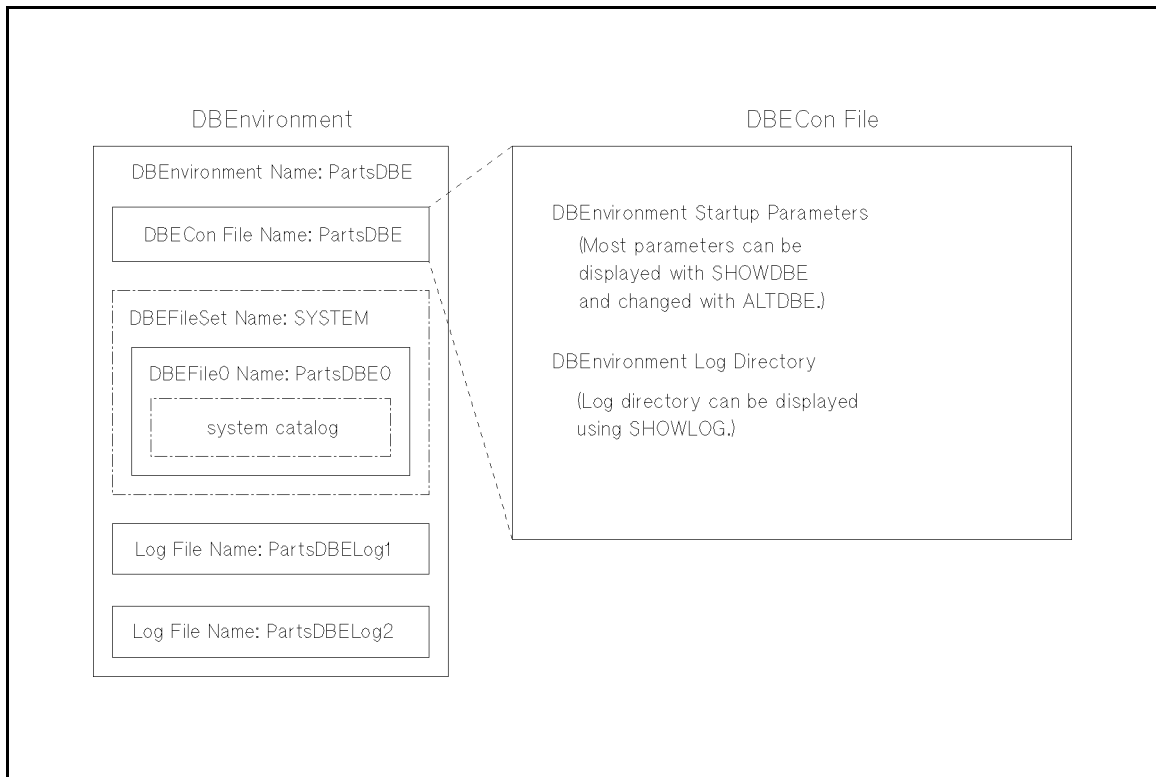 DBEnvironment
DBEnvironment Name: PartsDBE
DBECon File Name: PartsDBE
DBEFileSet Name: SYSTEM
DBEFile0 Name: PartsDBE0
system catalog
Log File Name: PartsDBELog1
Log File Name: PartsDBELog2
DBECon File
DBEnvironment Startup Parameters
(Most parameters can be
displayed with SHOWDBE
and changed with ALTDBE.)
DBEnvironment Log Directory
(Log directory can be displayed
using SHOWLOG.)